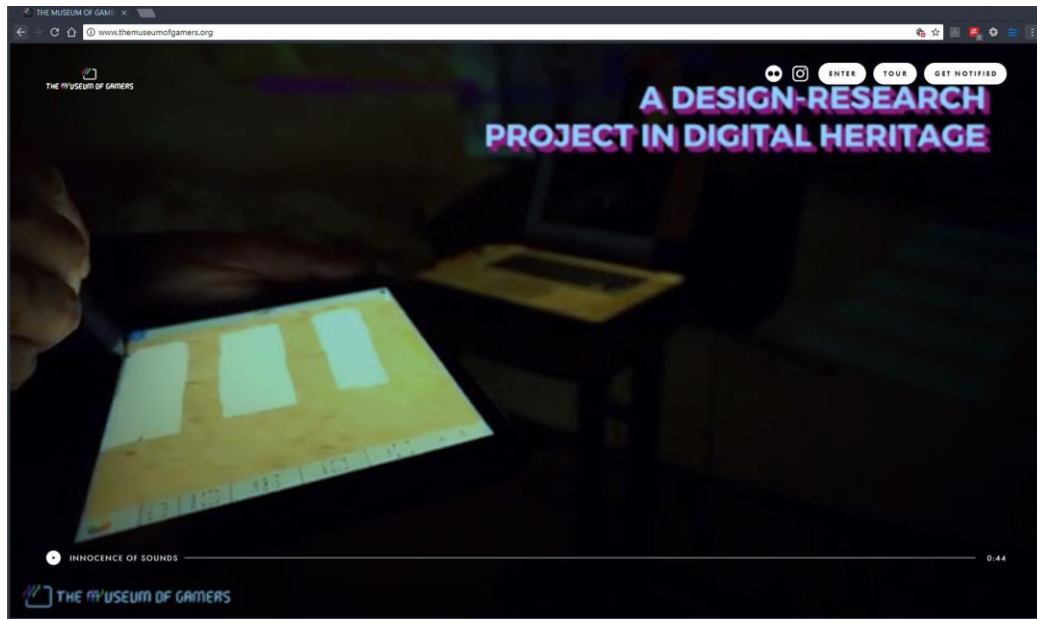 THE MUSEUM OF GAME
www.themuseumofgamers.org
THE MUSEUM OF GAMERS
ENTER
TOUR
GET NOTIFIED
A DESIGN-RESEARCH
PROJECT IN DIGITAL HERITAGE
INNOCENCE OF SOUNDS
0:44
THE MUSEUM OF GAMERS